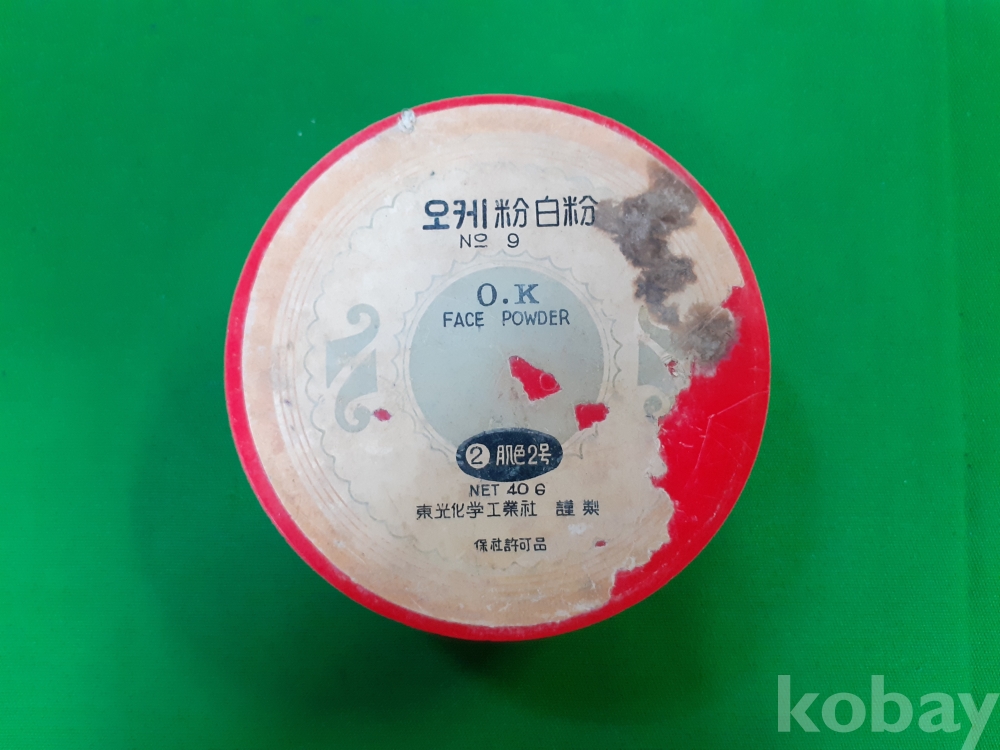 오케粉白粉
No 9
O.K
FACE POWDER
② 肌色2号
NET 40 G
東光化学工業社 謹製
保社許可品
kobay